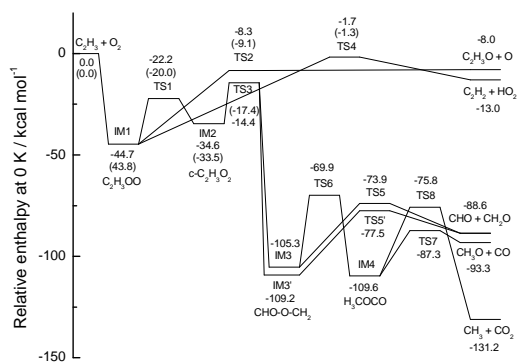 Relative enthalpy at 0 K / kcal mol⁻¹
0
-50
-100
-150
C₂H₃ + O₂
0.0
(0.0)
IM1
-44.7
(43.8)
C₂H₃OO
-22.2
(-20.0)
TS1
IM2
-34.6
(-33.5)
c-C₂H₃O₂
-8.3
(-9.1)
TS2
TS3
(-17.4)
-14.4
-1.7
(-1.3)
TS4
-8.0
C₂H₃O + O
C₂H₂ + HO₂
-13.0
-105.3
IM3
IM3'
-109.2
CHO-O-CH₂
-69.9
TS6
-73.9
TS5
TS5'
-77.5
IM4
-109.6
H₃COCO
-75.8
TS8
TS7
-87.3
-88.6
CHO + CH₂O
CH₃O + CO
-93.3
CH₃ + CO₂
-131.2